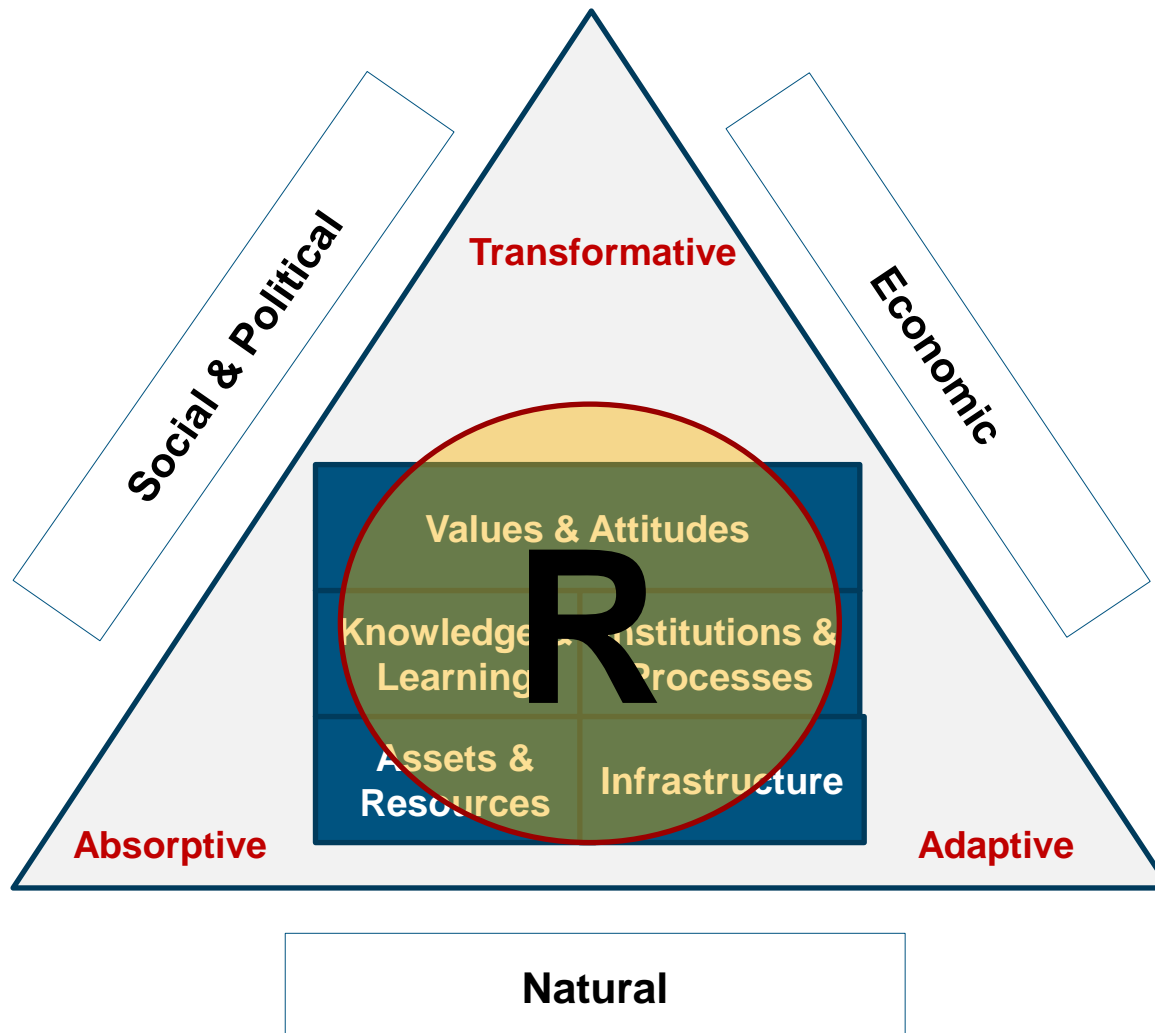 Social & Political
Economic
Transformative
Values & Attitudes
R
Knowledge &
Learning
Institutions &
Processes
Assets &
Resources
Infrastructure
Absorptive
Adaptive
Natural